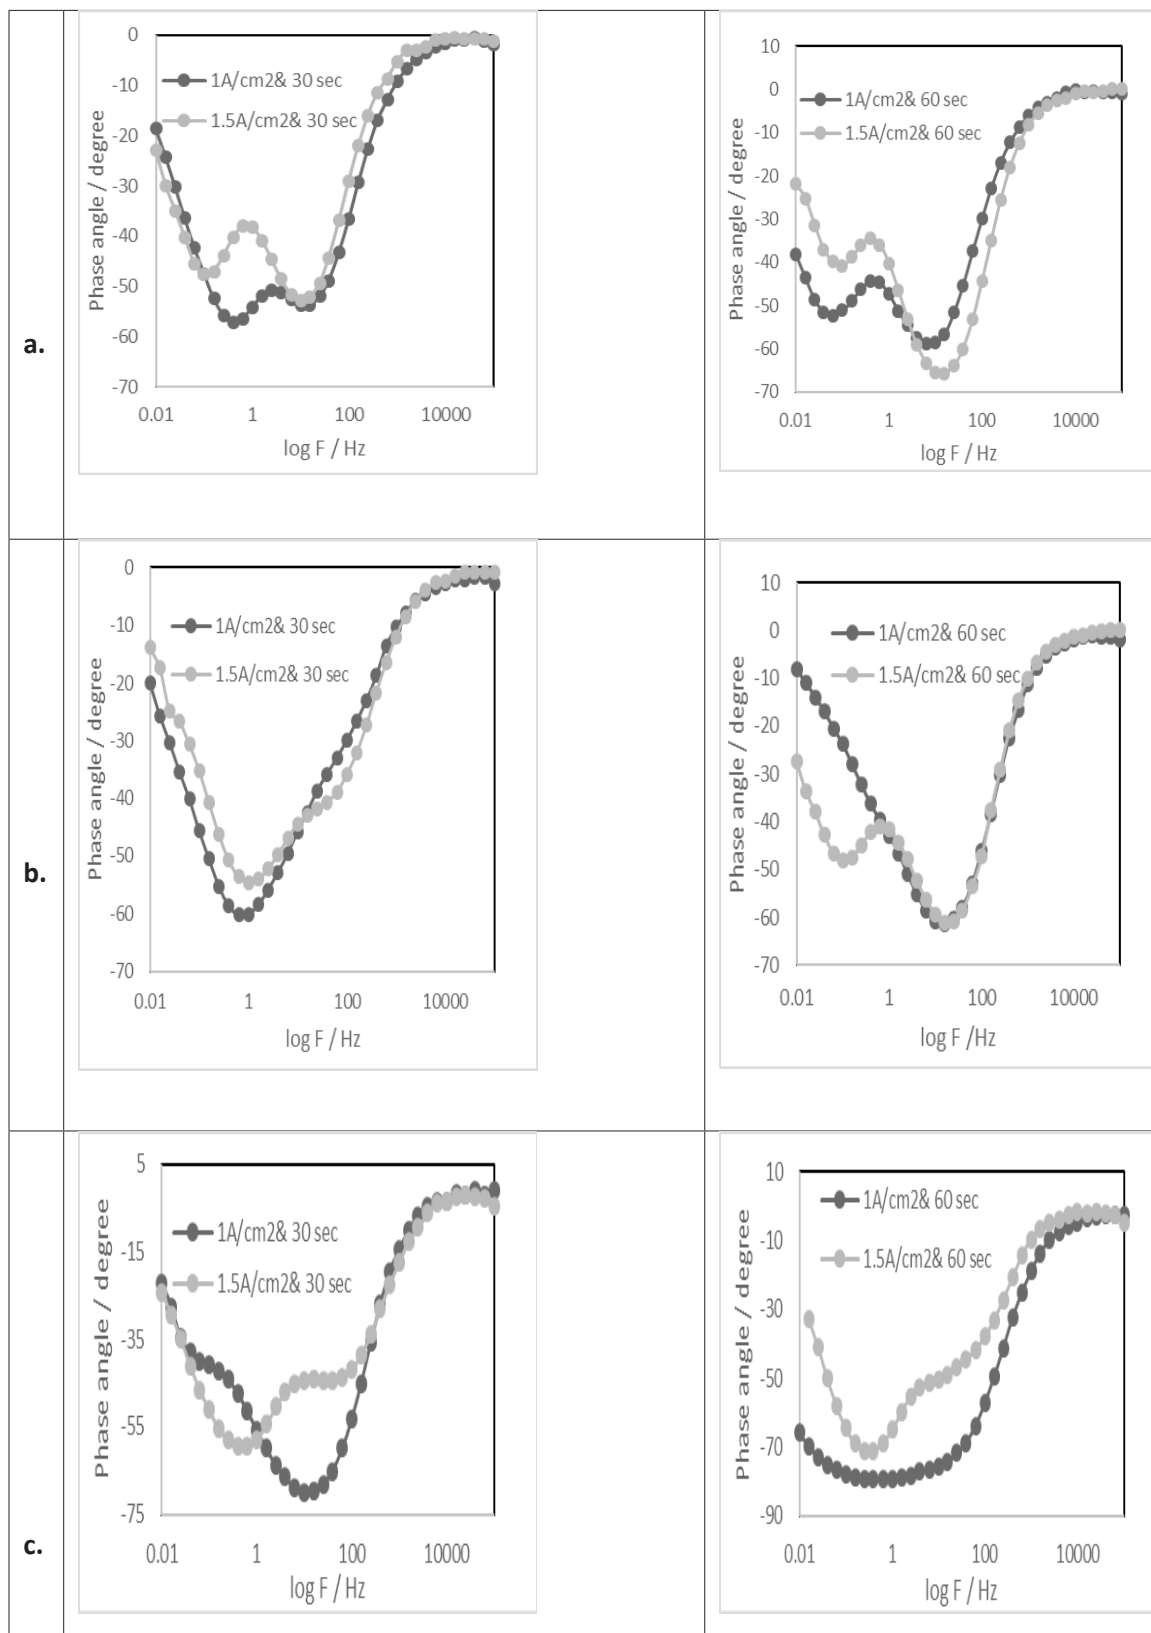 a.
0
-10
-20
-30
-40
-50
-60
-70
Phase angle / degree
1A/cm2& 30 sec
1.5A/cm2& 30 sec
0.01
1
100
10000
log F / Hz
10
0
-10
-20
-30
-40
-50
-60
-70
Phase angle / degree
1A/cm2& 60 sec
1.5A/cm2& 60 sec
0.01
1
100
10000
log F / Hz
b.
0
-10
-20
-30
-40
-50
-60
-70
Phase angle / degree
1A/cm2& 30 sec
1.5A/cm2& 30 sec
0.01
1
100
10000
log F / Hz
10
0
-10
-20
-30
-40
-50
-60
-70
Phase angle / degree
1A/cm2& 60 sec
1.5A/cm2& 60 sec
0.01
1
100
10000
log F / Hz
c.
5
-15
-35
-55
-75
Phase angle / degree
1A/cm2& 30 sec
1.5A/cm2& 30 sec
0.01
1
100
10000
log F / Hz
10
-10
-30
-50
-70
-90
Phase angle / degree
1A/cm2& 60 sec
1.5A/cm2& 60 sec
0.01
1
100
10000
log F / Hz